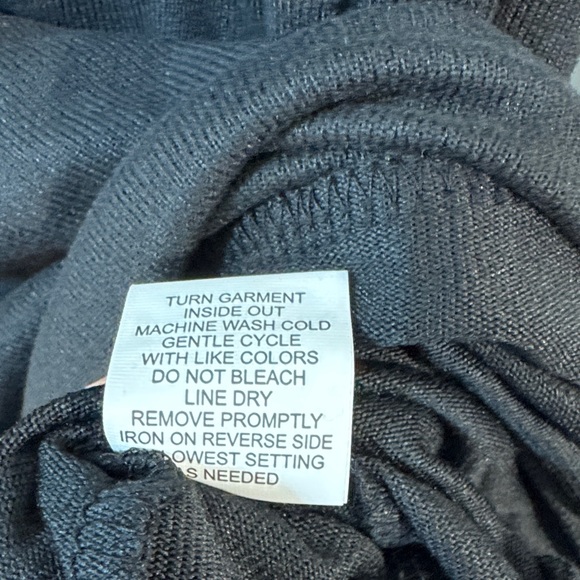 TURN GARMENT
INSIDE OUT
MACHINE WASH COLD
GENTLE CYCLE
WITH LIKE COLORS
DO NOT BLEACH
LINE DRY
REMOVE PROMPTLY
IRON ON REVERSE SIDE
LOWEST SETTING
AS NEEDED